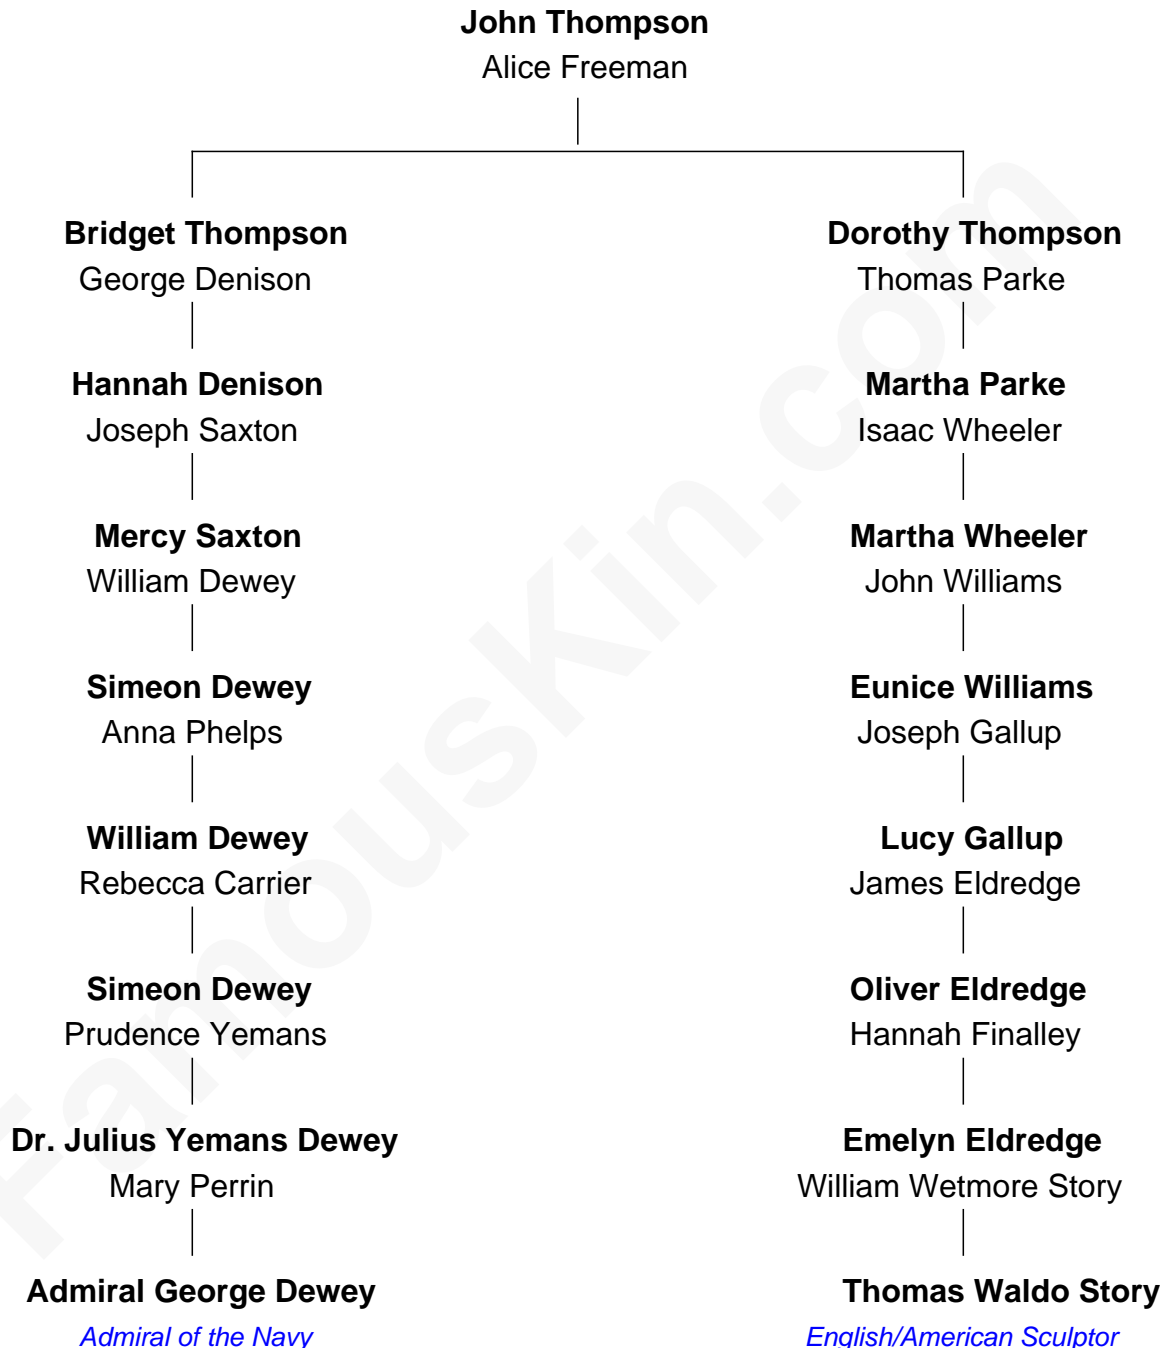 John Thompson
Alice Freeman
Bridget Thompson
George Denison
Dorothy Thompson
Thomas Parke
Hannah Denison
Joseph Saxton
Martha Parke
Isaac Wheeler
Mercy Saxton
William Dewey
Martha Wheeler
John Williams
Simeon Dewey
Anna Phelps
Eunice Williams
Joseph Gallup
William Dewey
Rebecca Carrier
Lucy Gallup
James Eldredge
Simeon Dewey
Prudence Yemans
Oliver Eldredge
Hannah Finalley
Dr. Julius Yemans Dewey
Mary Perrin
Emelyn Eldredge
William Wetmore Story
Admiral George Dewey
Admiral of the Navy
Thomas Waldo Story
English/American Sculptor
FamousKin.com